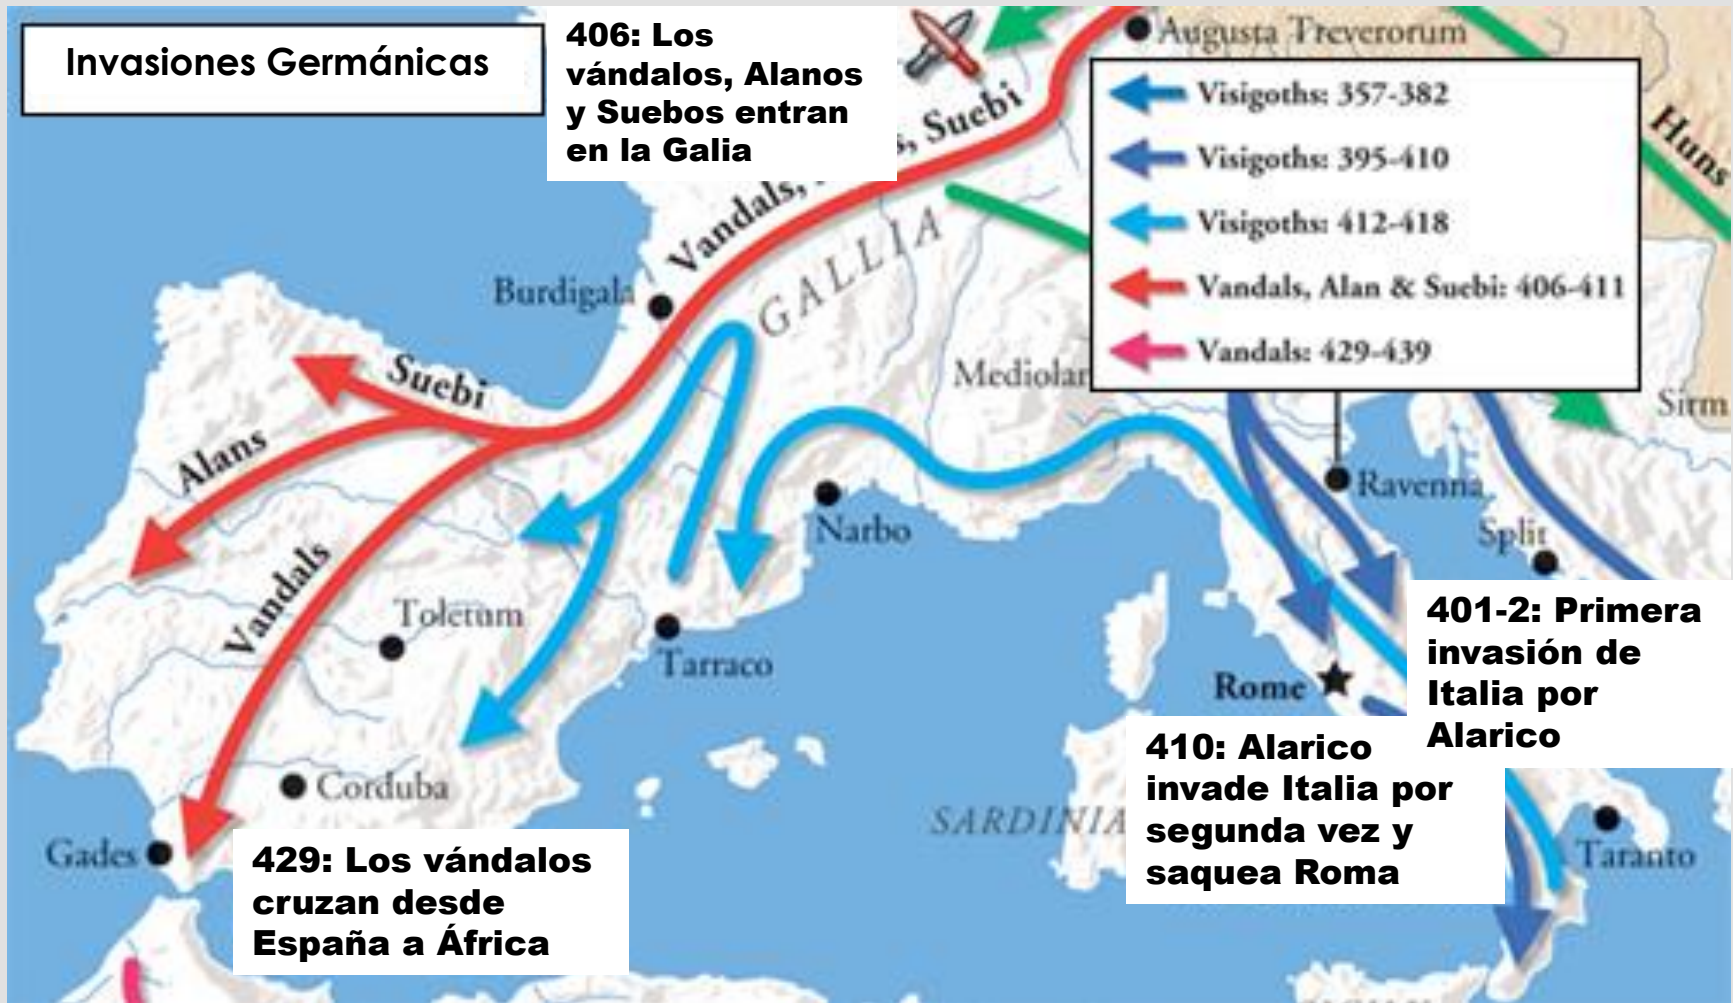 Invasiones Germánicas
406: Los
vándalos, Alanos
y Suebos entran
en la Galia
Augusta Treverorum
Visigoths: 357-382
Visigoths: 395-410
Visigoths: 412-418
Vandals, Alan & Suebi: 406-411
Vandals: 429-439
Huns
Vandals,
, Suebi
GALLIA
Burdigala
Mediolan
Sirm
Suebi
Alans
Vandals
Narbo
Ravenna
Split
Toletum
Tarraco
Rome
401-2: Primera
invasión de
Italia por
Alarico
410: Alarico
invade Italia por
segunda vez y
saquea Roma
Corduba
SARDINIA
Taranto
Gades
429: Los vándalos
cruzan desde
España a África